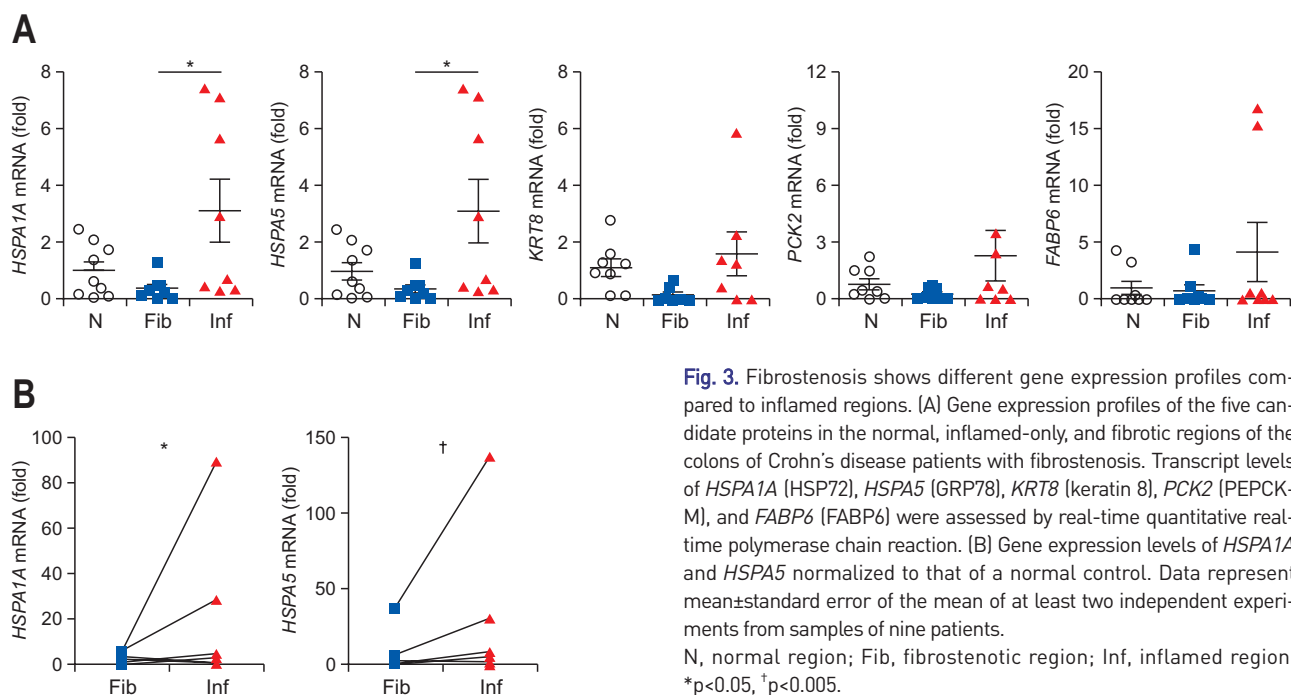 A
*
*
8
6
4
2
0
HSPA1A mRNA (fold)
N Fib Inf
8
6
4
2
0
HSPA5 mRNA (fold)
N Fib Inf
8
6
4
2
0
KRT8 mRNA (fold)
N Fib Inf
12
9
6
3
0
PCK2 mRNA (fold)
N Fib Inf
20
15
10
5
0
FABP6 mRNA (fold)
N Fib Inf
B
*
100
80
60
40
20
0
HSPA1A mRNA (fold)
Fib Inf
†
150
100
50
0
HSPA5 mRNA (fold)
Fib Inf
Fig. 3. Fibrostenosis shows different gene expression profiles com-
pared to inflamed regions. (A) Gene expression profiles of the five can-
didate proteins in the normal, inflamed-only, and fibrotic regions of the
colons of Crohn's disease patients with fibrostenosis. Transcript levels
of HSPA1A (HSP72), HSPA5 (GRP78), KRT8 (keratin 8), PCK2 (PEPCK-
M), and FABP6 (FABP6) were assessed by real-time quantitative real-
time polymerase chain reaction. (B) Gene expression levels of HSPA1A
and HSPA5 normalized to that of a normal control. Data represent
mean±standard error of the mean of at least two independent experi-
ments from samples of nine patients.
N, normal region; Fib, fibrostenotic region; Inf, inflamed region.
*p<0.05, †p<0.005.